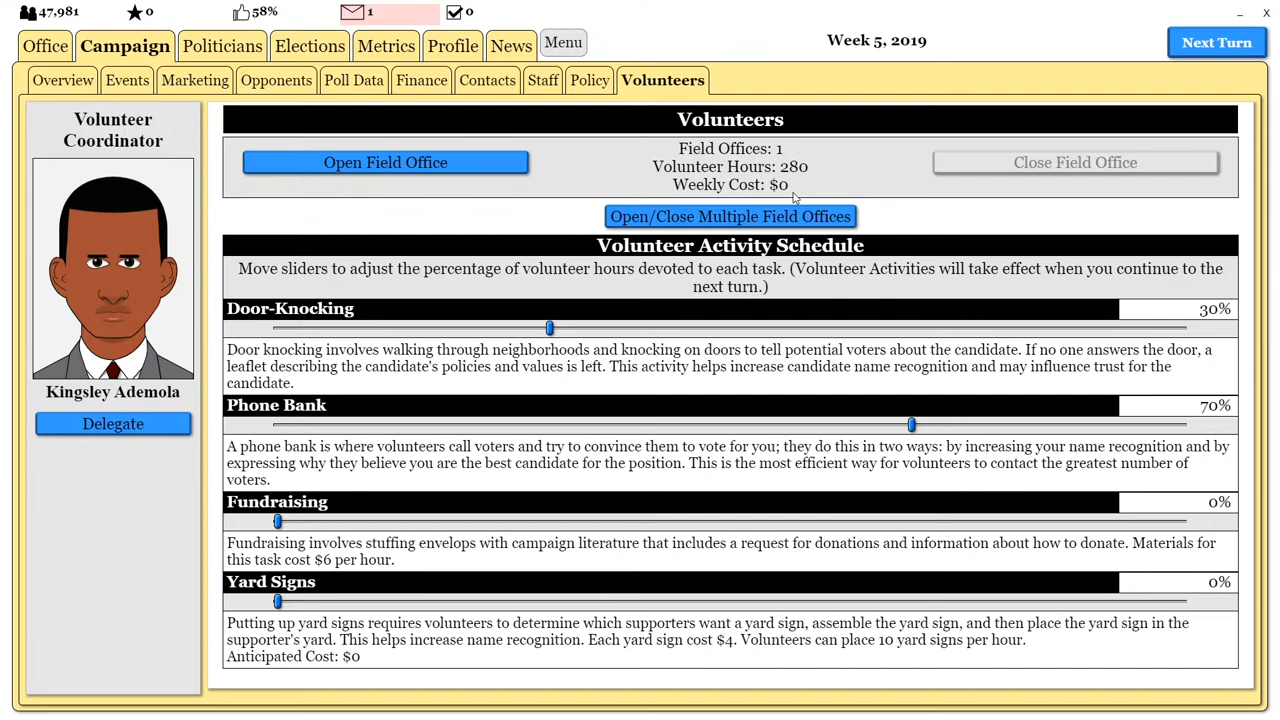 47,981 0 58% 1 0 _ X
Office Campaign Politicians Elections Metrics Profile News Menu Week 5, 2019 Next Turn
Overview Events Marketing Opponents Poll Data Finance Contacts Staff Policy Volunteers
Volunteer
Coordinator
Kingsley Ademola
Delegate
Volunteers
Open Field Office
Field Offices: 1
Volunteer Hours: 280
Weekly Cost: $0
Close Field Office
Open/Close Multiple Field Offices
Volunteer Activity Schedule
Move sliders to adjust the percentage of volunteer hours devoted to each task. (Volunteer Activities will take effect when you continue to the
next turn.)
Door-Knocking 30%
Door knocking involves walking through neighborhoods and knocking on doors to tell potential voters about the candidate. If no one answers the door, a
leaflet describing the candidate's policies and values is left. This activity helps increase candidate name recognition and may influence trust for the
candidate.
Phone Bank 70%
A phone bank is where volunteers call voters and try to convince them to vote for you; they do this in two ways: by increasing your name recognition and by
expressing why they believe you are the best candidate for the position. This is the most efficient way for volunteers to contact the greatest number of
voters.
Fundraising 0%
Fundraising involves stuffing envelops with campaign literature that includes a request for donations and information about how to donate. Materials for
this task cost $6 per hour.
Yard Signs 0%
Putting up yard signs requires volunteers to determine which supporters want a yard sign, assemble the yard sign, and then place the yard sign in the
supporter's yard. This helps increase name recognition. Each yard sign cost $4. Volunteers can place 10 yard signs per hour.
Anticipated Cost: $0